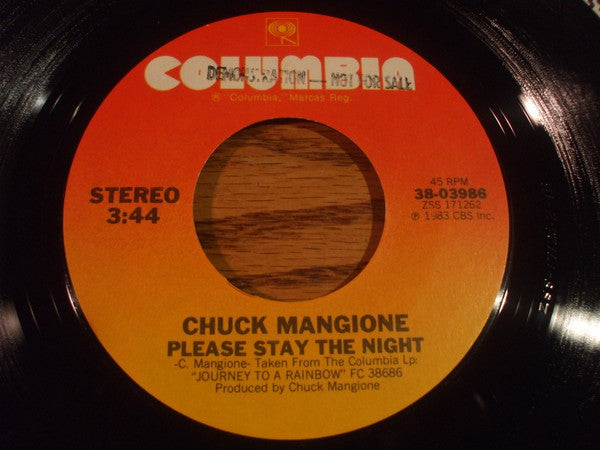 COLUMBIA
DEMONSTRATION — NOT FOR SALE
® "Columbia," Marcas Reg.
STEREO
3:44
45 RPM
38-03986
ZSS 171262
℗ 1983 CBS Inc.
CHUCK MANGIONE
PLEASE STAY THE NIGHT
-C. Mangione- Taken From The Columbia Lp:
"JOURNEY TO A RAINBOW" FC 38686
Produced by Chuck Mangione